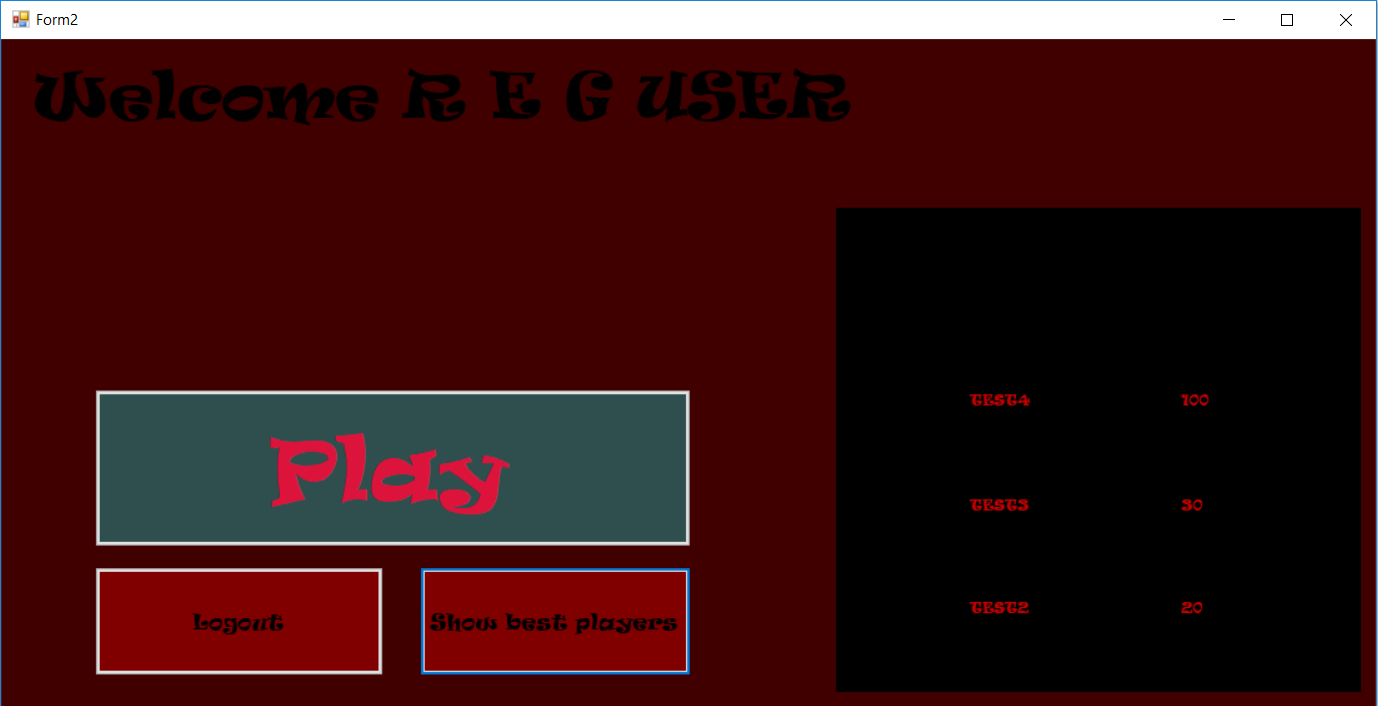 Form2
Welcome R E G USER
TEST4 100
Play
TEST3 30
TEST2 20
Logout
Show best players